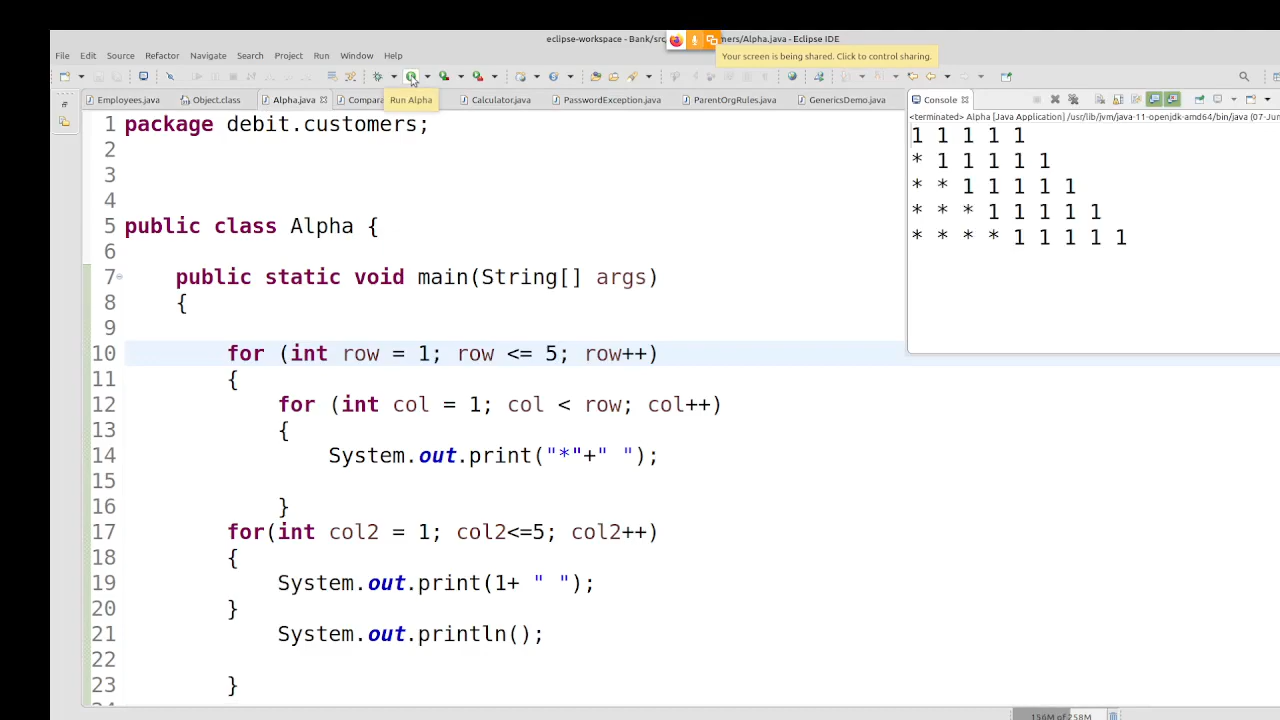 eclipse-workspace - Bank/src
mers/Alpha.java - Eclipse IDE
Your screen is being shared. Click to control sharing.
File Edit Source Refactor Navigate Search Project Run Window Help
Employees.java Object.class Alpha.java Compara Calculator.java PasswordException.java ParentOrgRules.java GenericsDemo.java Console
Run Alpha
<terminated> Alpha [Java Application] /usr/lib/jvm/java-11-openjdk-amd64/bin/java (07-Jun
1 package debit.customers;
2
3
4
5 public class Alpha {
6
7 public static void main(String[] args)
8 {
9
10 for (int row = 1; row <= 5; row++)
11 {
12 for (int col = 1; col < row; col++)
13 {
14 System.out.print("*"+" ");
15
16 }
17 for(int col2 = 1; col2<=5; col2++)
18 {
19 System.out.print(1+ " ");
20 }
21 System.out.println();
22
23 }
1 1 1 1 1
* 1 1 1 1 1
* * 1 1 1 1 1
* * * 1 1 1 1 1
* * * * 1 1 1 1 1
156M of 258M